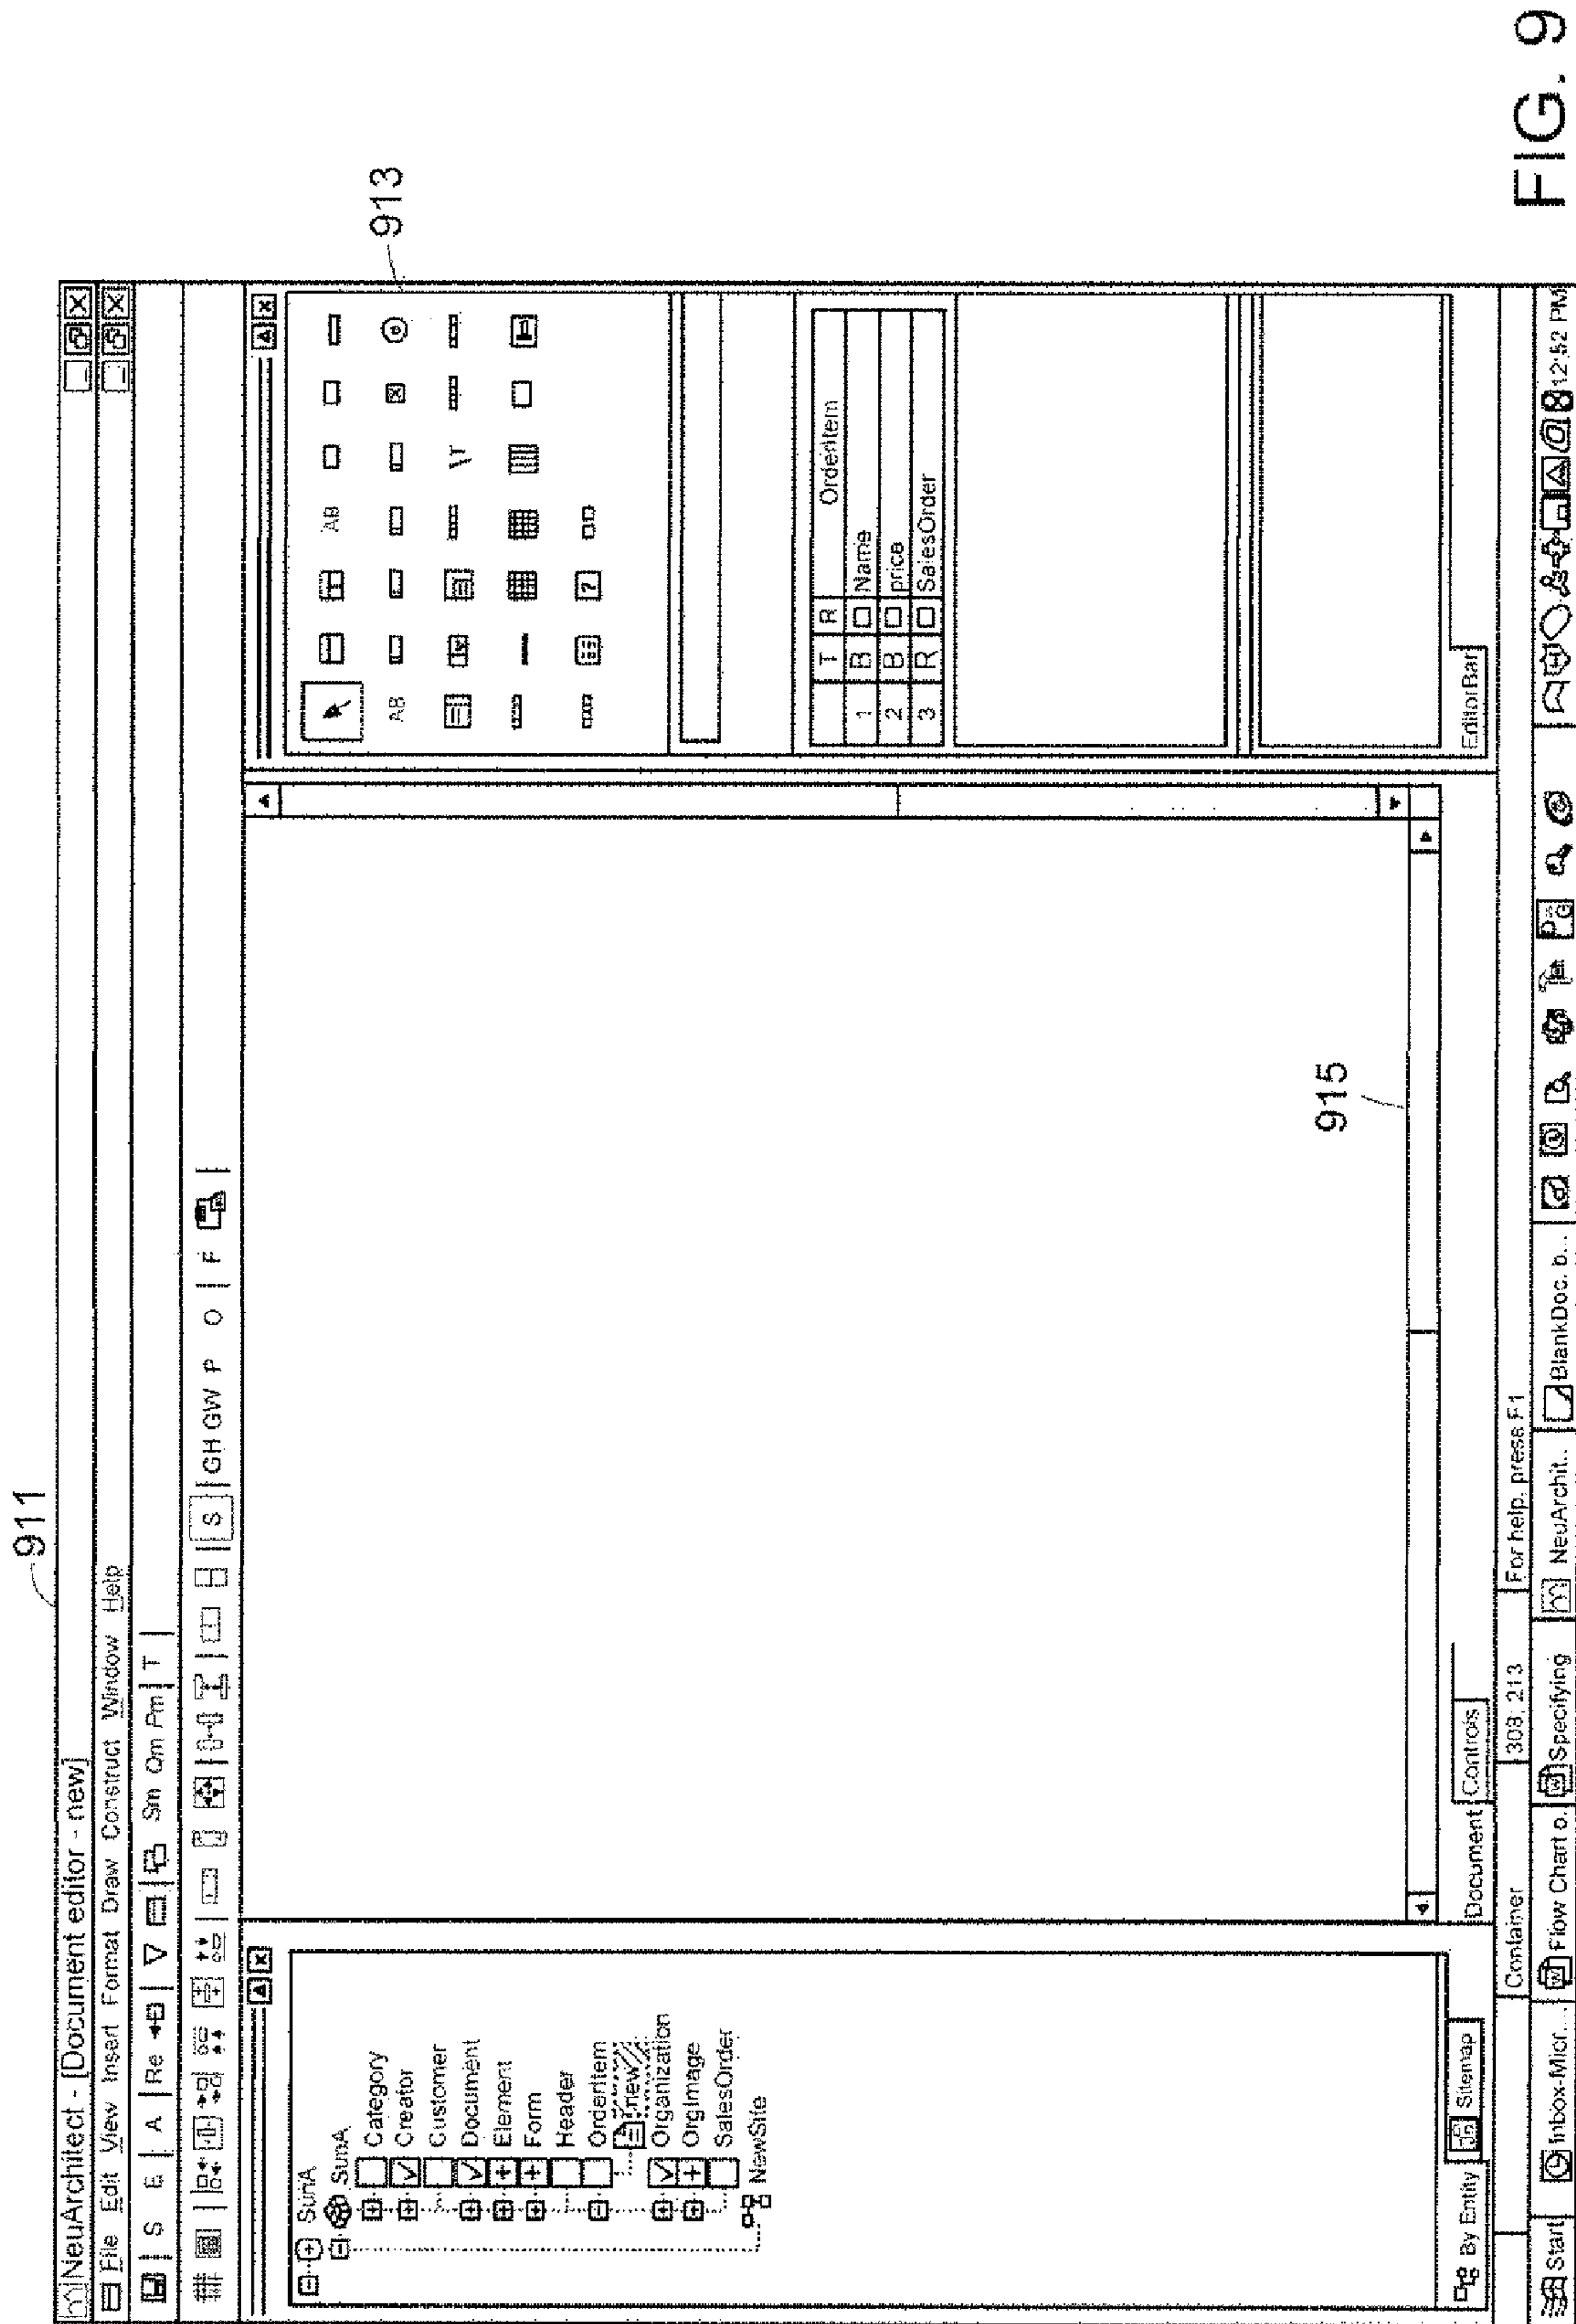 911
NeuArchitect - [Document editor - new]
File Edit View Insert Format Draw Construct Window Help
S E A Re Sm Om Pm T
S GH GW P O F
SunA
SunA
Category
Creator
Customer
Document
Element
Form
Header
OrderItem
new
Organization
OrgImage
SalesOrder
NewSite
By Entity Sitemap
915
Document Controls
913
AB
AB
T R OrderItem
1 B Name
2 B price
3 R SalesOrder
EditorBar
Container 308, 213 For help, press F1
Start Inbox-Micr... Flow Chart o. Specifying NeuArchit.. BlankDoc. b... 12:52 PM
FIG. 9